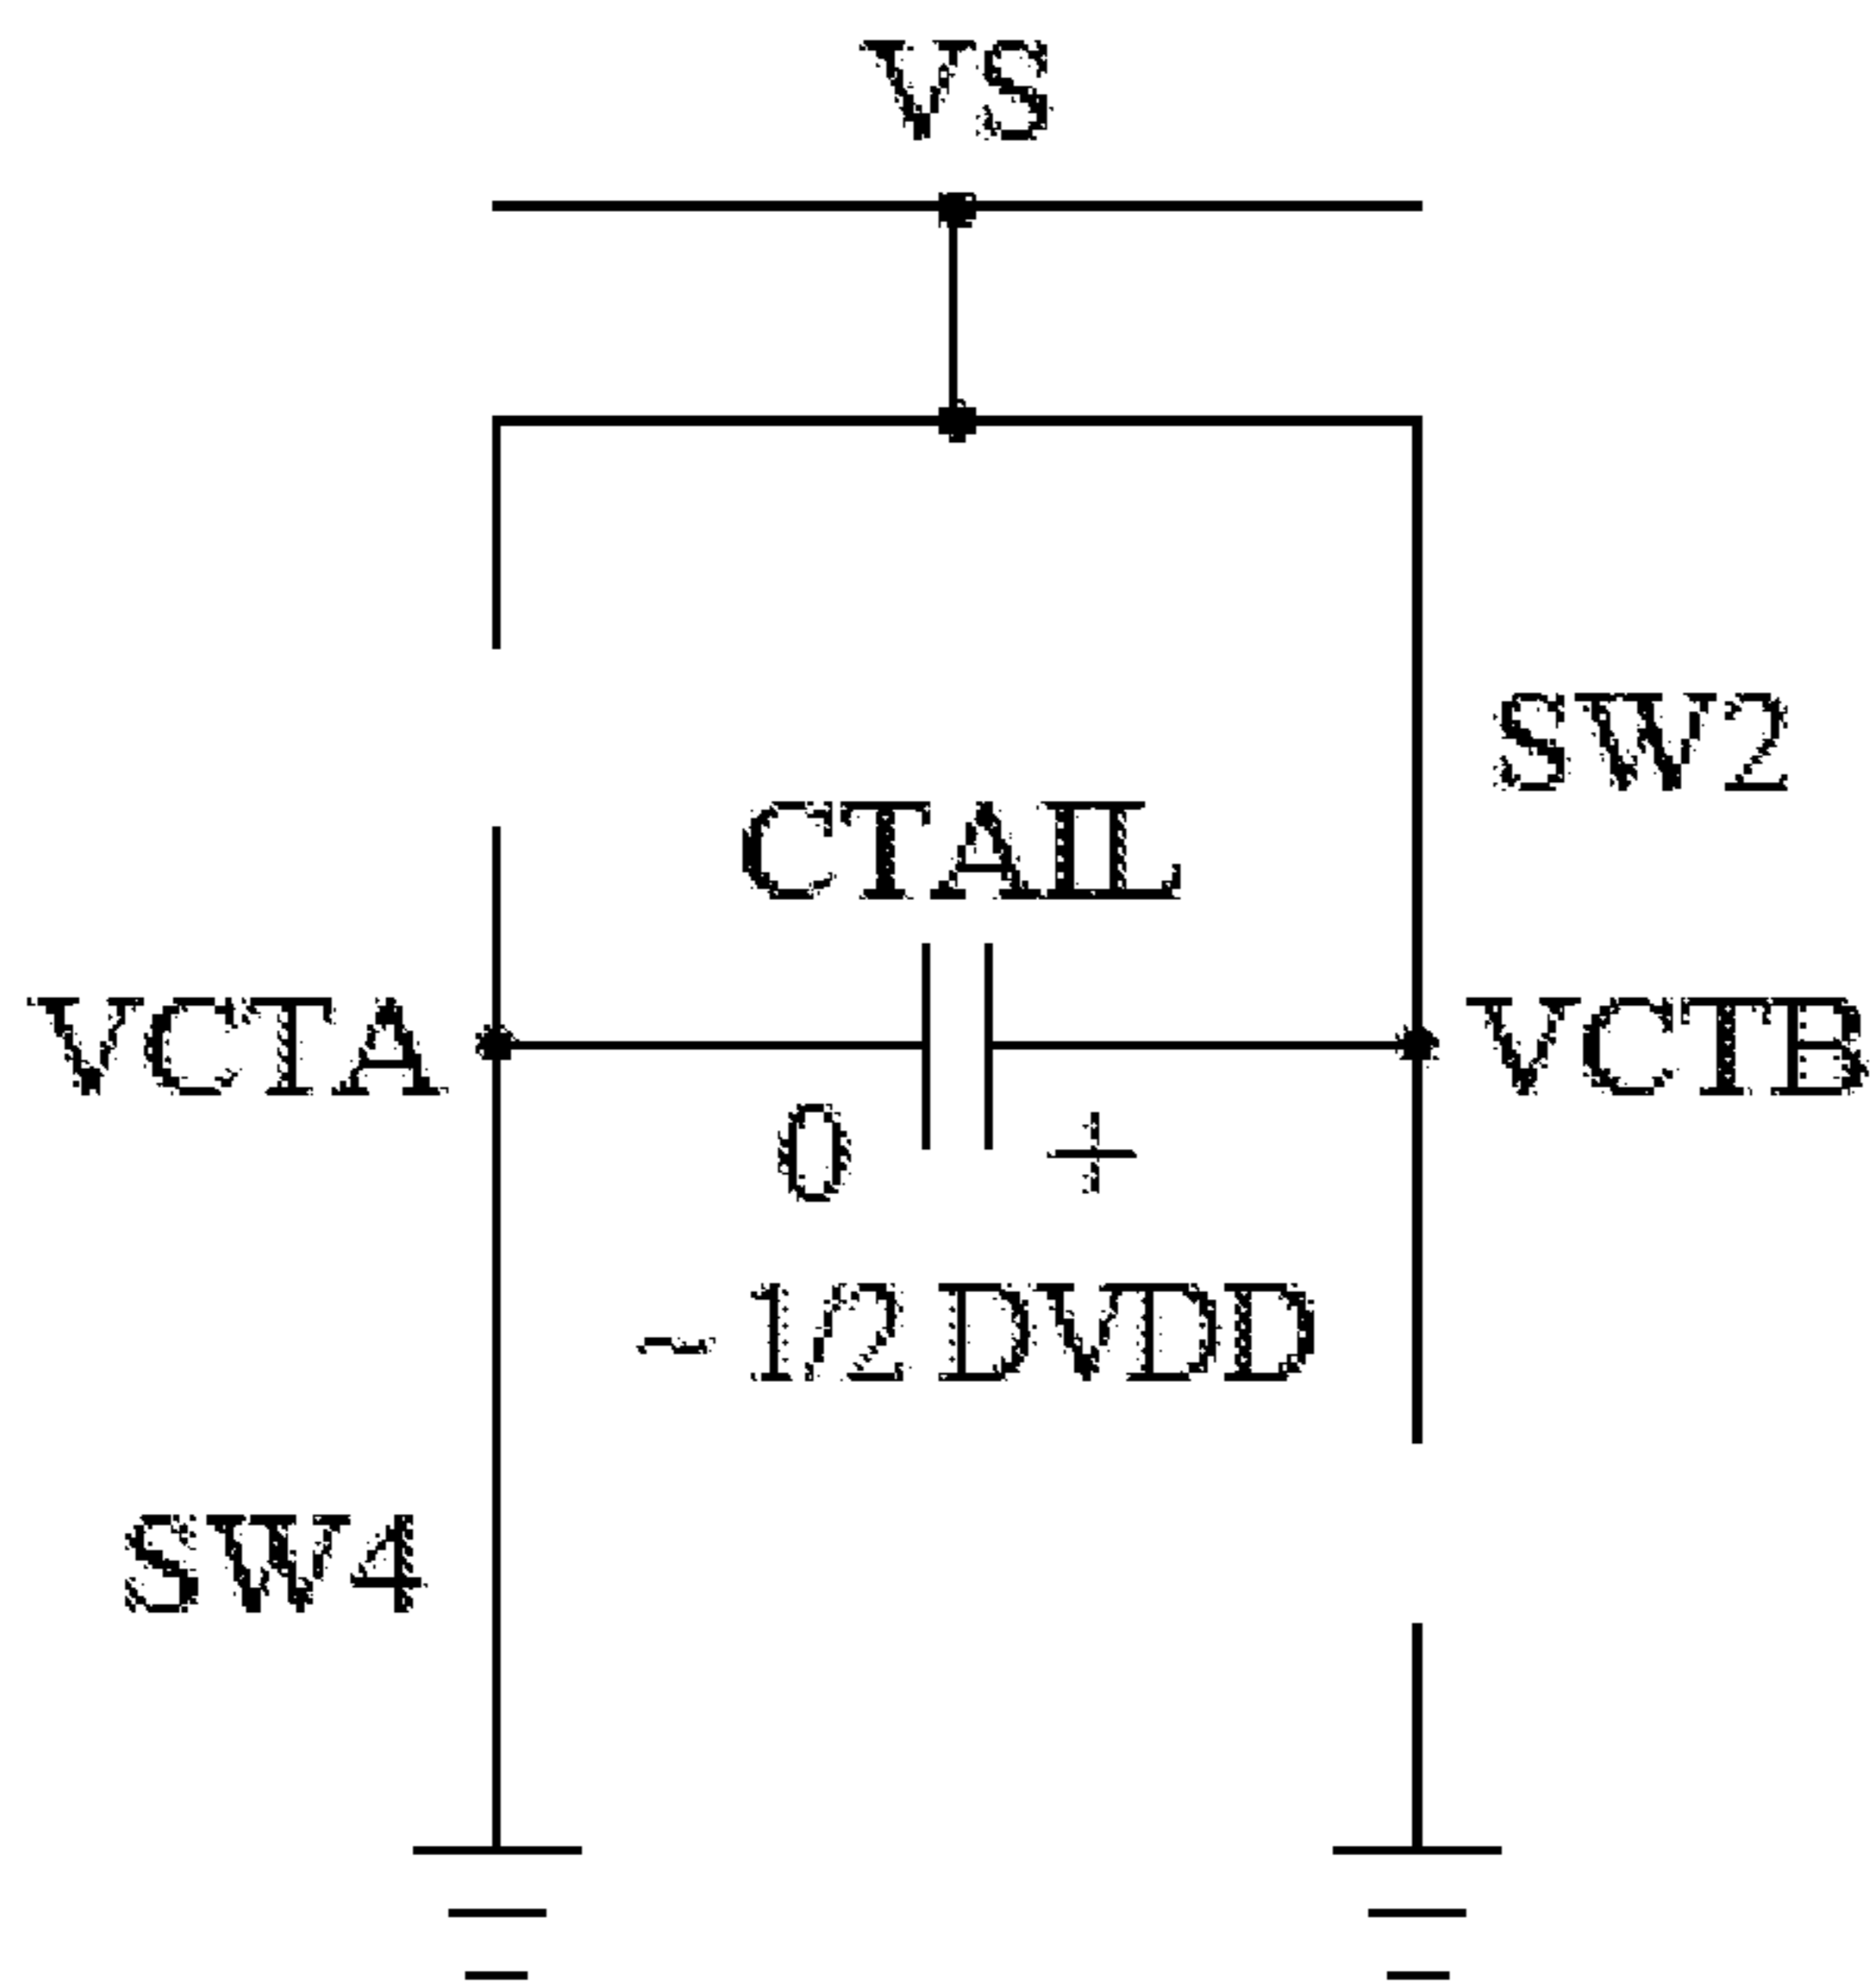 VS
SW2
CTAIL
VCTA
VCTB
0 +
~ 1/2 DVDD
SW4